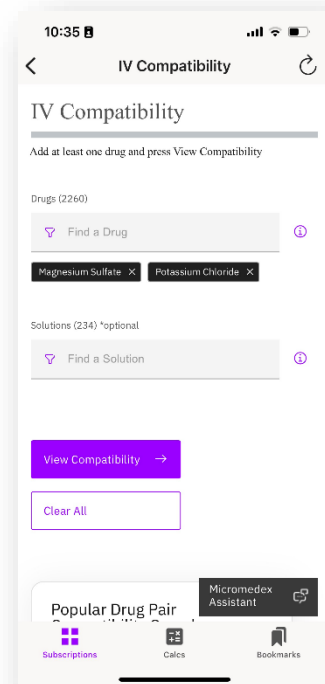 10:35
IV Compatibility
IV Compatibility
Add at least one drug and press View Compatibility
Drugs (2260)
Find a Drug
Magnesium Sulfate ×
Potassium Chloride ×
Solutions (234) *optional
Find a Solution
View Compatibility →
Clear All
Popular Drug Pair
Micromedex
Assistant
Subscriptions
Calcs
Bookmarks